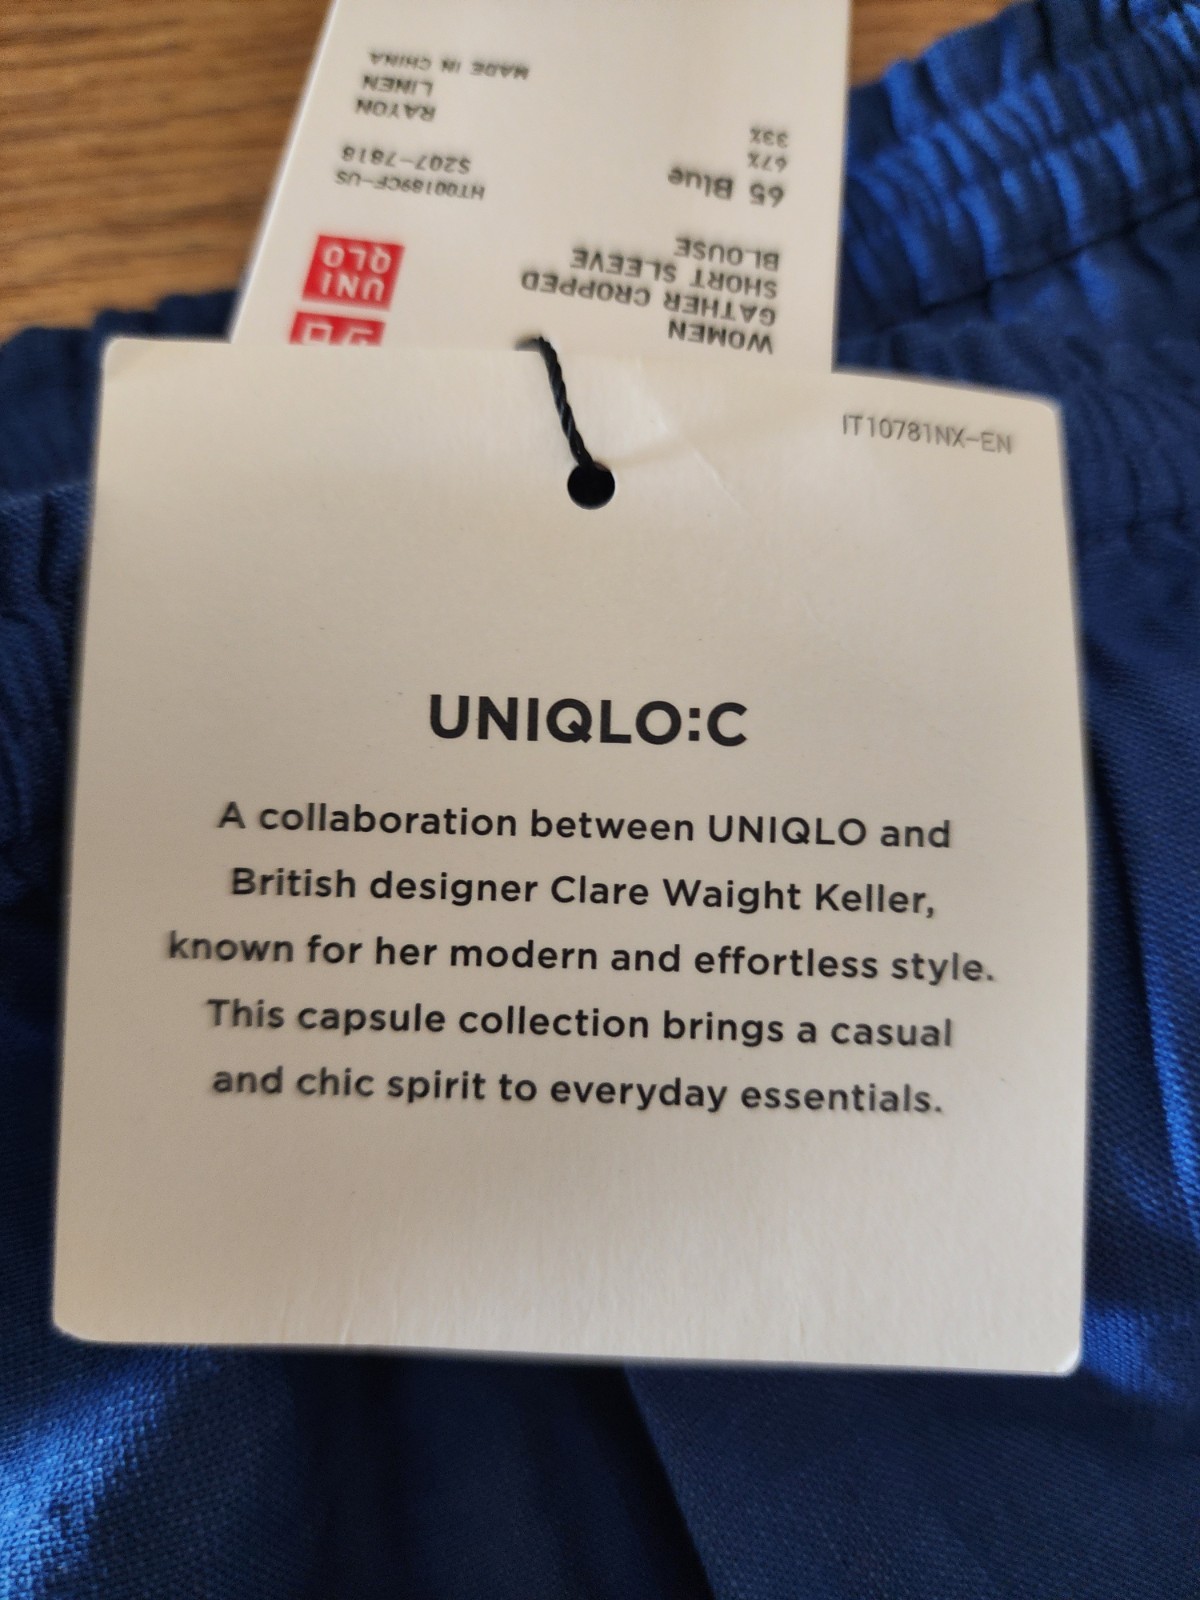 IT10781NX-EN
UNIQLO:C
A collaboration between UNIQLO and
British designer Clare Waight Keller,
known for her modern and effortless style.
This capsule collection brings a casual
and chic spirit to everyday essentials.
WOMEN
GATHER CROPPED
SHORT SLEEVE
BLOUSE
UNI
QLO
65 Blue
HT00189CF-US
S207-7818
67% RAYON
33% LINEN
MADE IN CHINA